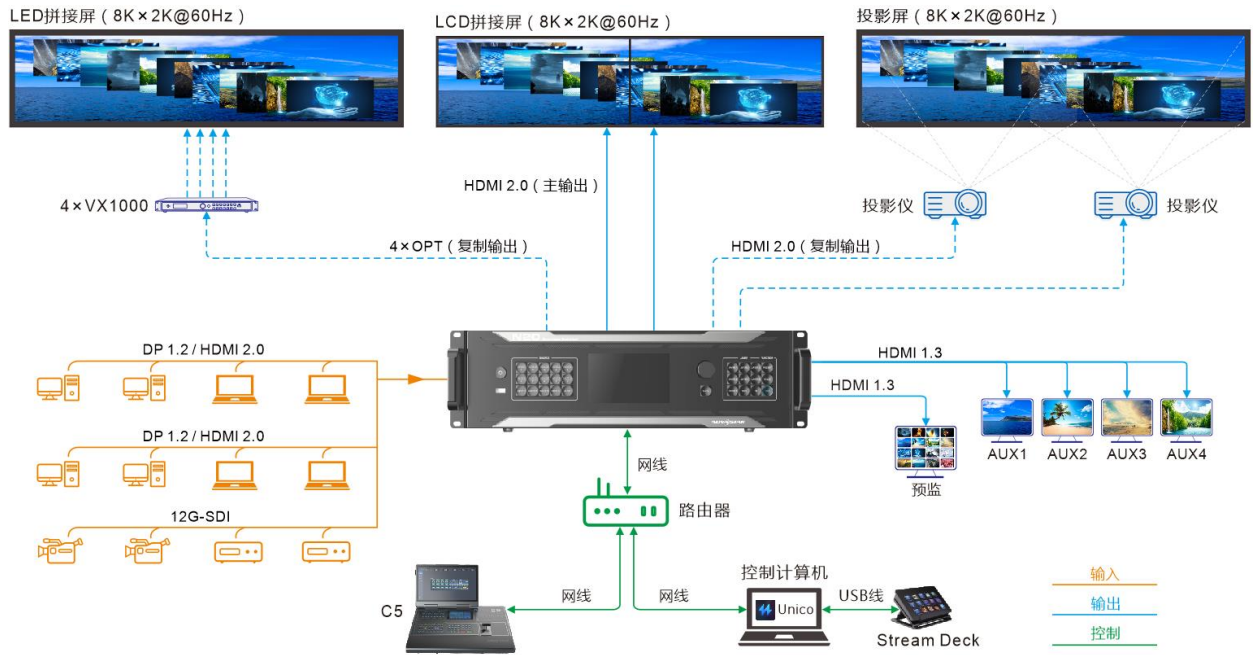 LED拼接屏（8K×2K@60Hz）
LCD拼接屏（8K×2K@60Hz）
投影屏（8K×2K@60Hz）
HDMI 2.0（主输出）
4×VX1000
投影仪
投影仪
4×OPT（复制输出）
HDMI 2.0（复制输出）
DP 1.2 / HDMI 2.0
HDMI 1.3
HDMI 1.3
DP 1.2 / HDMI 2.0
AUX1
AUX2
AUX3
AUX4
网线
预监
12G-SDI
路由器
控制计算机
输入
网线
网线
USB线
C5
Unico
输出
Stream Deck
控制